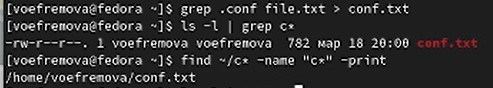 [voefremova@fedora ~]$ grep .conf file.txt > conf.txt
[voefremova@fedora ~]$ ls -l | grep c*
-rw-r--r--. 1 voefremova voefremova  782 мар 18 20:00 conf.txt
[voefremova@fedora ~]$ find ~/c* -name "c*" -print
/home/voefremova/conf.txt